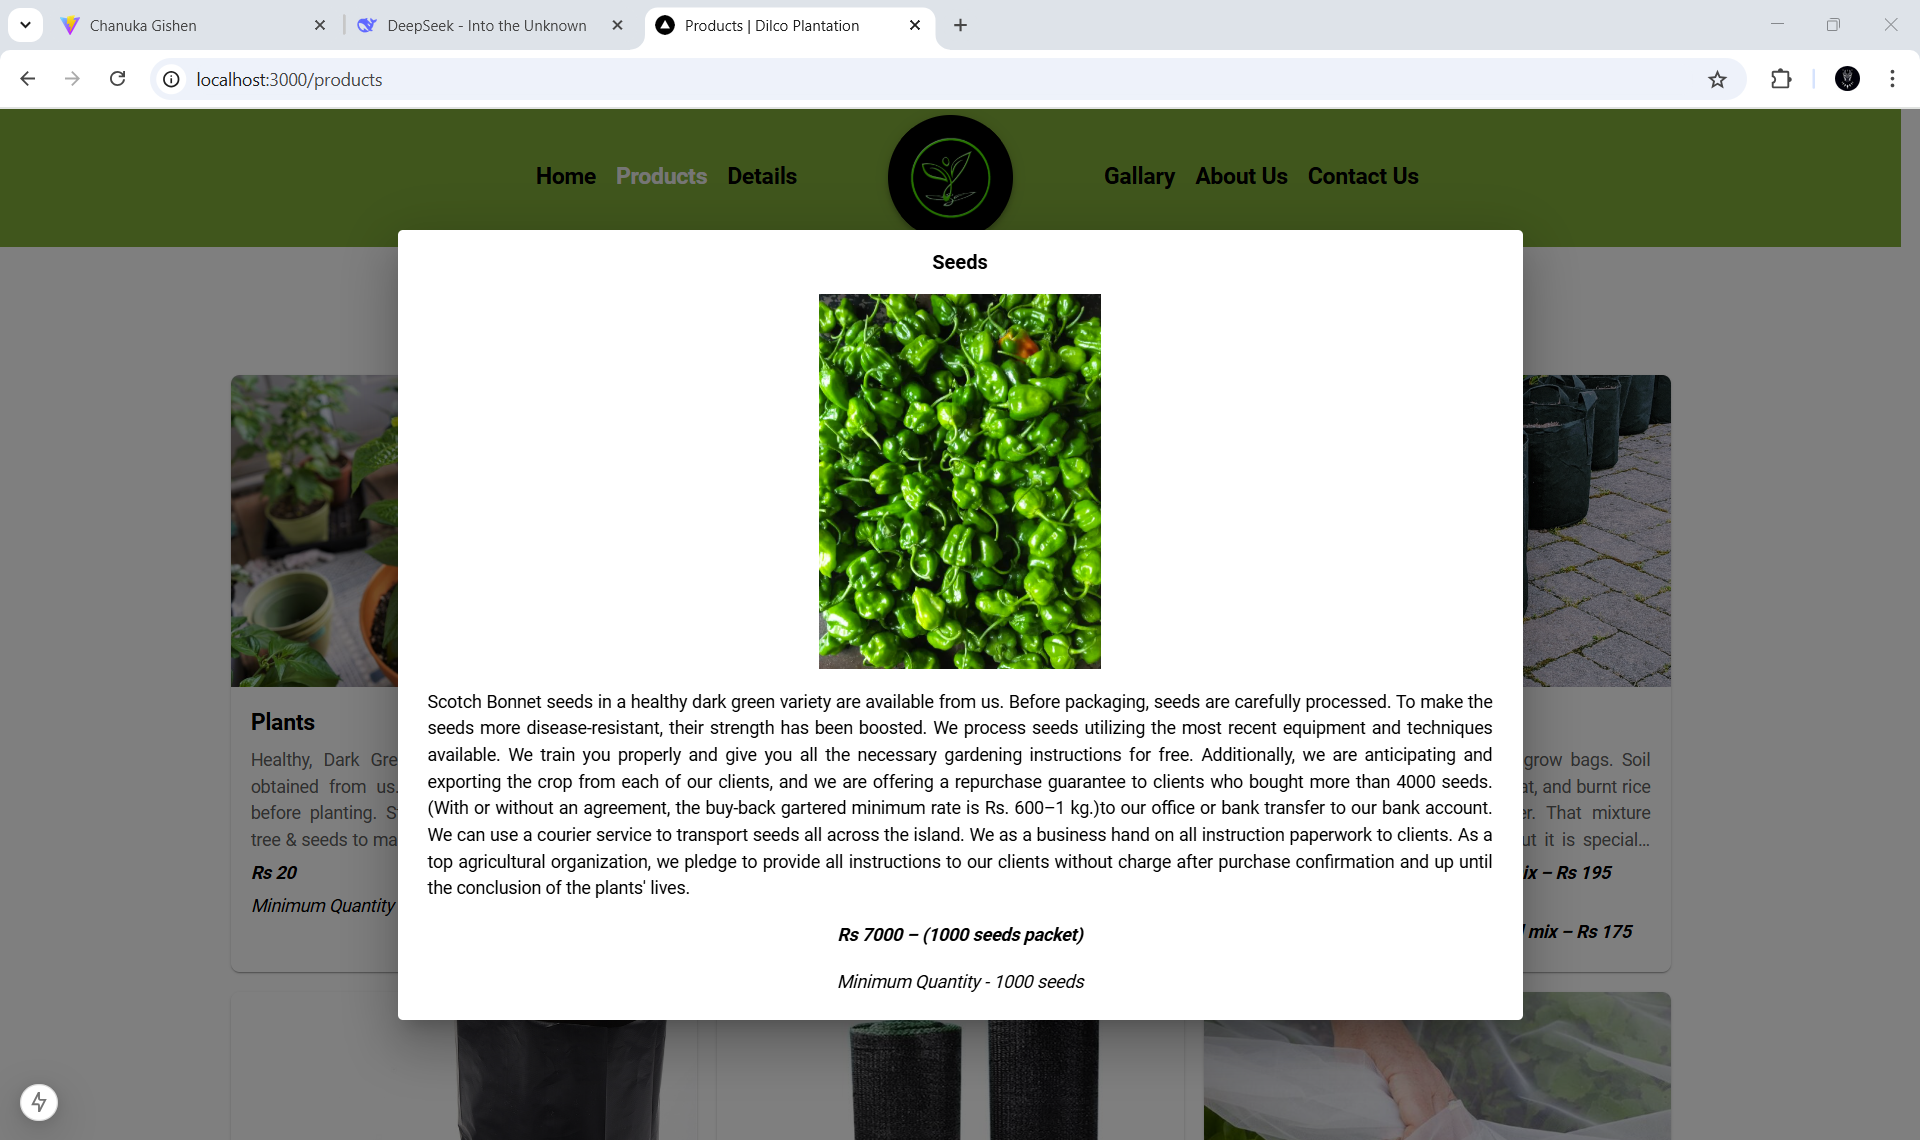 Chanuka Gishen
DeepSeek - Into the Unknown
Products | Dilco Plantation
localhost:3000/products
Home Products Details
Gallary About Us Contact Us
Seeds
Scotch Bonnet seeds in a healthy dark green variety are available from us. Before packaging, seeds are carefully processed. To make the
seeds more disease-resistant, their strength has been boosted. We process seeds utilizing the most recent equipment and techniques
available. We train you properly and give you all the necessary gardening instructions for free. Additionally, we are anticipating and
exporting the crop from each of our clients, and we are offering a repurchase guarantee to clients who bought more than 4000 seeds.
(With or without an agreement, the buy-back gartered minimum rate is Rs. 600–1 kg.)to our office or bank transfer to our bank account.
We can use a courier service to transport seeds all across the island. We as a business hand on all instruction paperwork to clients. As a
top agricultural organization, we pledge to provide all instructions to our clients without charge after purchase confirmation and up until
the conclusion of the plants' lives.
Rs 7000 – (1000 seeds packet)
Minimum Quantity - 1000 seeds
Plants
Healthy, Dark Gre
obtained from us.
before planting. S
tree & seeds to ma
Rs 20
Minimum Quantity
grow bags. Soil
at, and burnt rice
er. That mixture
ut it is special...
ix – Rs 195
l mix – Rs 175